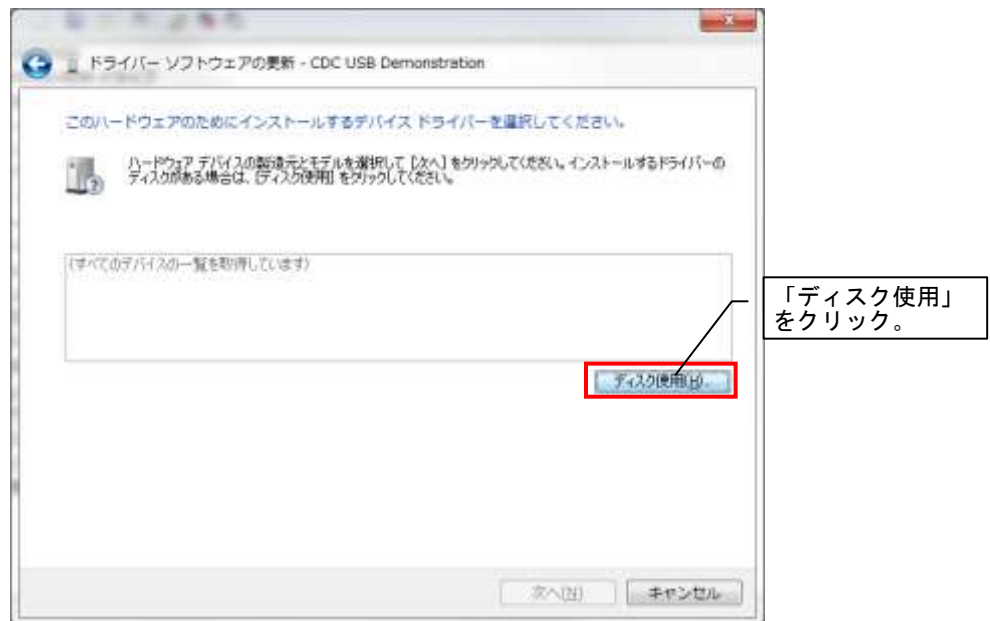 ドライバー ソフトウェアの更新 - CDC USB Demonstration
このハードウェアのためにインストールするデバイス ドライバーを選択してください。
ハードウェア デバイスの製造元とモデルを選択して [次へ] をクリックしてください。インストールするドライバーの
ディスクがある場合は、[ディスク使用] をクリックしてください。
(すべてのデバイスの一覧を取得しています)
「ディスク使用」
をクリック。
ディスク使用(H)...
次へ(N)
キャンセル